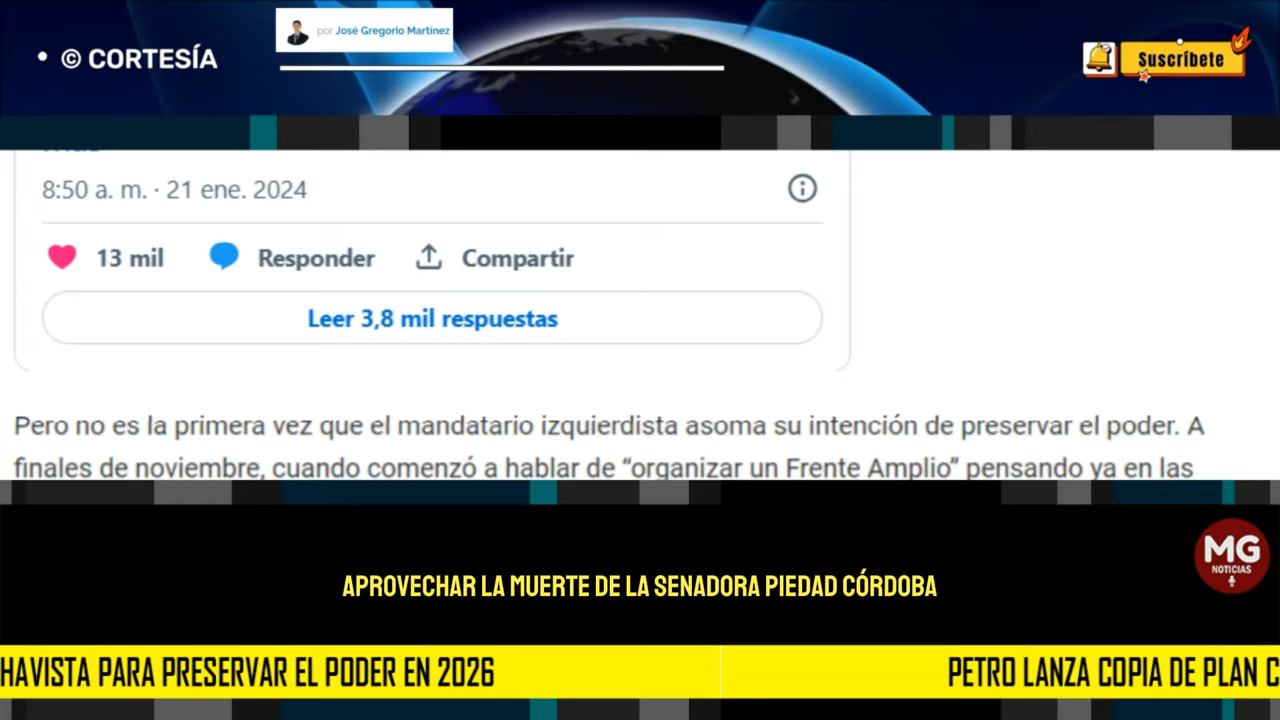 • © CORTESÍA
por José Gregorio Martínez
Suscríbete
8:50 a. m. · 21 ene. 2024
13 mil
Responder
Compartir
Leer 3,8 mil respuestas
Pero no es la primera vez que el mandatario izquierdista asoma su intención de preservar el poder. A
finales de noviembre, cuando comenzó a hablar de “organizar un Frente Amplio” pensando ya en las
MG
NOTICIAS
APROVECHAR LA MUERTE DE LA SENADORA PIEDAD CÓRDOBA
HAVISTA PARA PRESERVAR EL PODER EN 2026
PETRO LANZA COPIA DE PLAN C